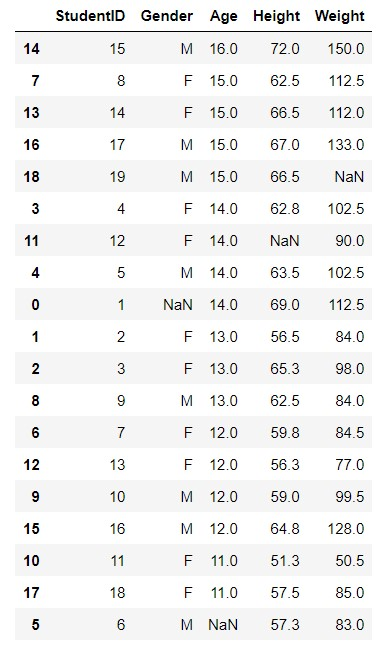 StudentID Gender Age Height Weight
14 15 M 16.0 72.0 150.0
7 8 F 15.0 62.5 112.5
13 14 F 15.0 66.5 112.0
16 17 M 15.0 67.0 133.0
18 19 M 15.0 66.5 NaN
3 4 F 14.0 62.8 102.5
11 12 F 14.0 NaN 90.0
4 5 M 14.0 63.5 102.5
0 1 NaN 14.0 69.0 112.5
1 2 F 13.0 56.5 84.0
2 3 F 13.0 65.3 98.0
8 9 M 13.0 62.5 84.0
6 7 F 12.0 59.8 84.5
12 13 F 12.0 56.3 77.0
9 10 M 12.0 59.0 99.5
15 16 M 12.0 64.8 128.0
10 11 F 11.0 51.3 50.5
17 18 F 11.0 57.5 85.0
5 6 M NaN 57.3 83.0